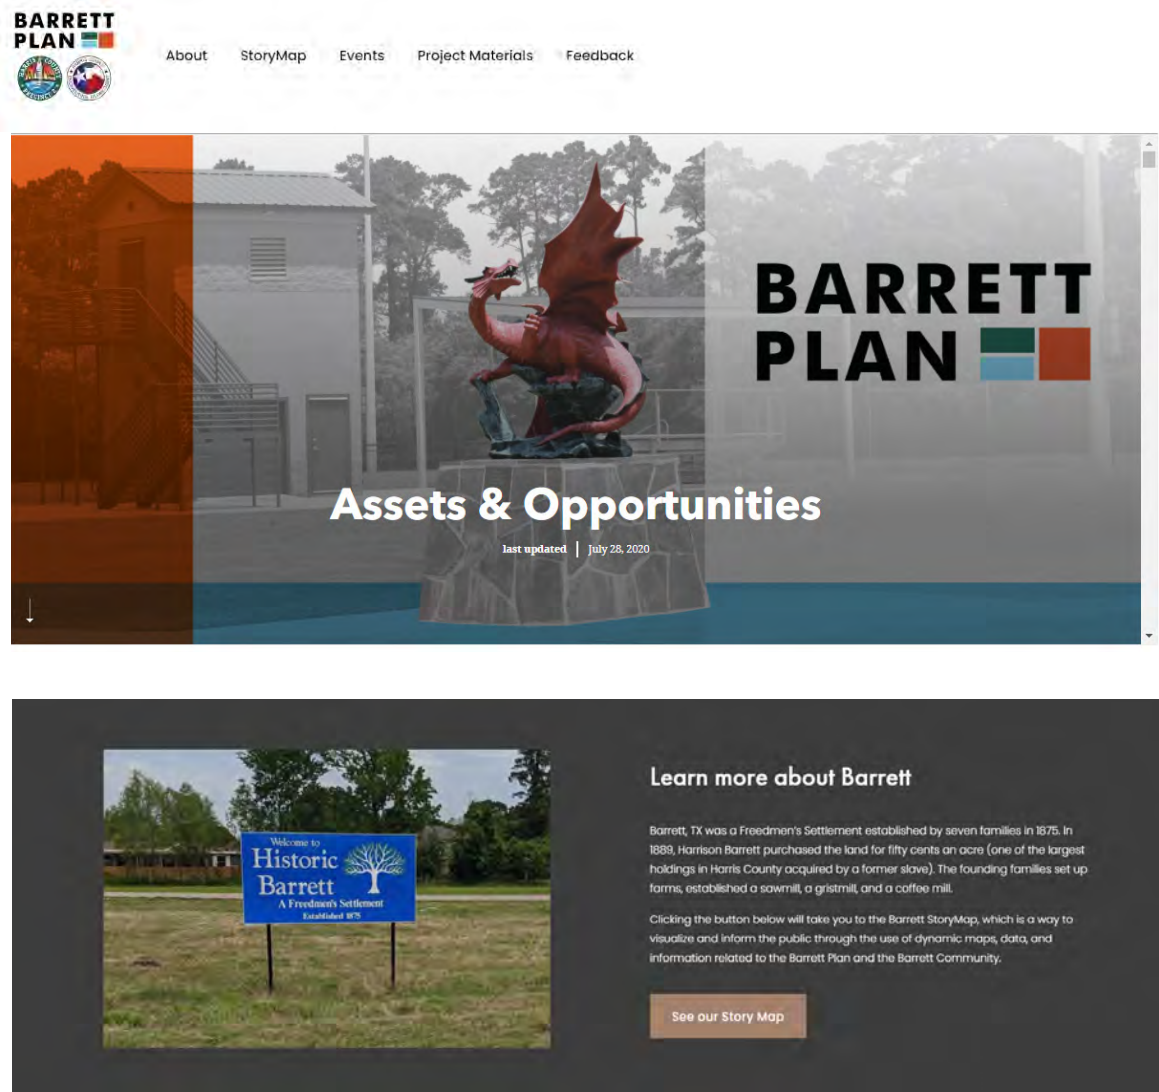 BARRETT
PLAN
About StoryMap Events Project Materials Feedback
BARRETT
PLAN
Assets & Opportunities
last updated | July 28, 2020
Welcome to
Historic
Barrett
A Freedmen's Settlement
Established 1875
Learn more about Barrett
Barrett, TX was a Freedmen's Settlement established by seven families in 1875. In
1889, Harrison Barrett purchased the land for fifty cents an acre (one of the largest
holdings in Harris County acquired by a former slave). The founding families set up
farms, established a sawmill, a gristmill, and a coffee mill.
Clicking the button below will take you to the Barrett StoryMap, which is a way to
visualize and inform the public through the use of dynamic maps, data, and
information related to the Barrett Plan and the Barrett Community.
See our Story Map